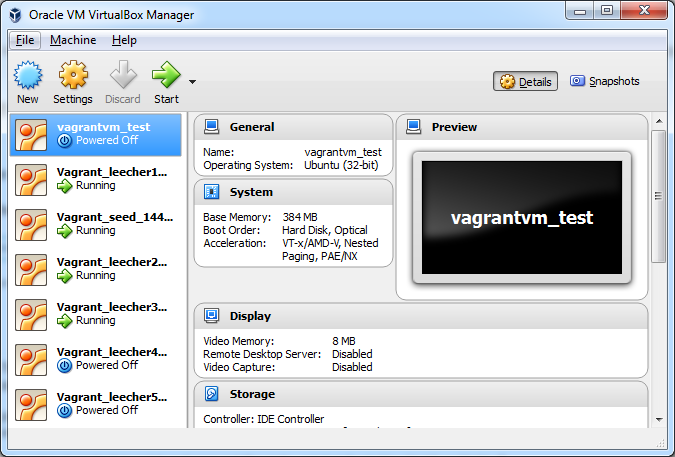 Oracle VM VirtualBox Manager
File Machine Help
New Settings Discard Start Details Snapshots
vagrantvm_test
Powered Off
Vagrant_leecher1...
Running
Vagrant_seed_144...
Running
Vagrant_leecher2...
Running
Vagrant_leecher3...
Running
Vagrant_leecher4...
Powered Off
Vagrant_leecher5...
Powered Off
General
Name: vagrantvm_test
Operating System: Ubuntu (32-bit)
System
Base Memory: 384 MB
Boot Order: Hard Disk, Optical
Acceleration: VT-x/AMD-V, Nested
Paging, PAE/NX
Preview
vagrantvm_test
Display
Video Memory: 8 MB
Remote Desktop Server: Disabled
Video Capture: Disabled
Storage
Controller: IDE Controller